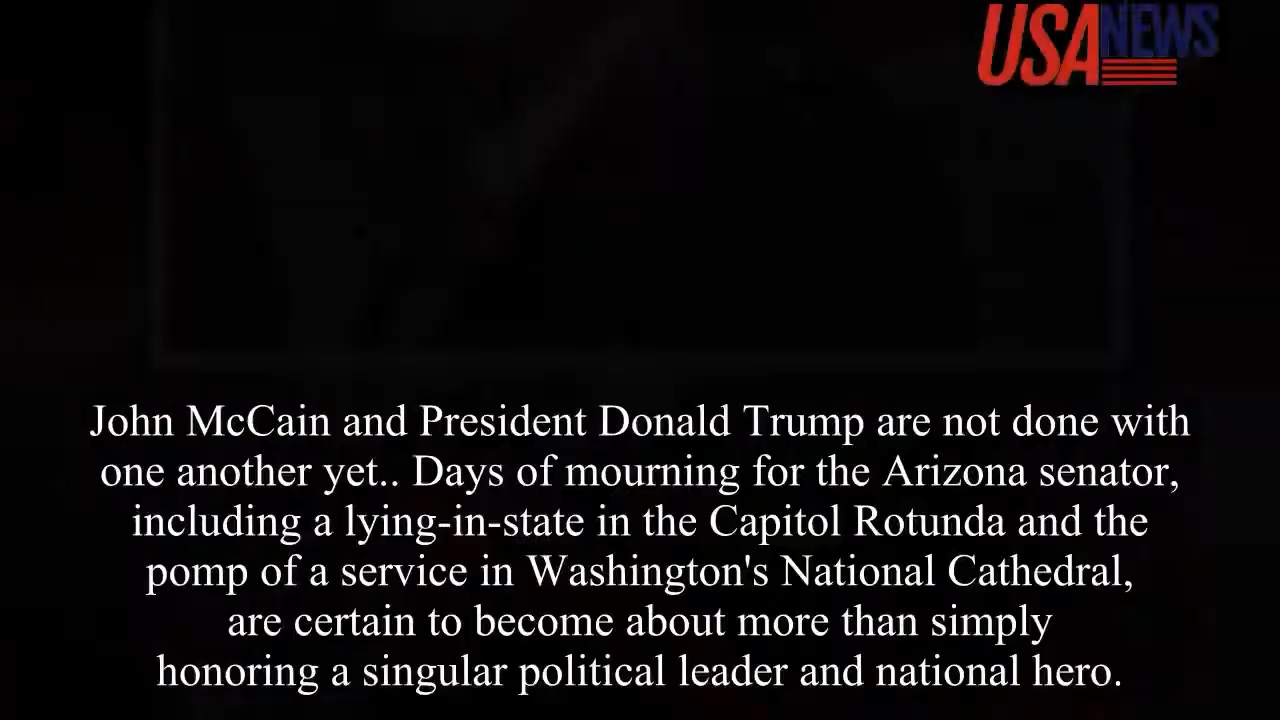 USANEWS
John McCain and President Donald Trump are not done with
one another yet.. Days of mourning for the Arizona senator,
including a lying-in-state in the Capitol Rotunda and the
pomp of a service in Washington's National Cathedral,
are certain to become about more than simply
honoring a singular political leader and national hero.